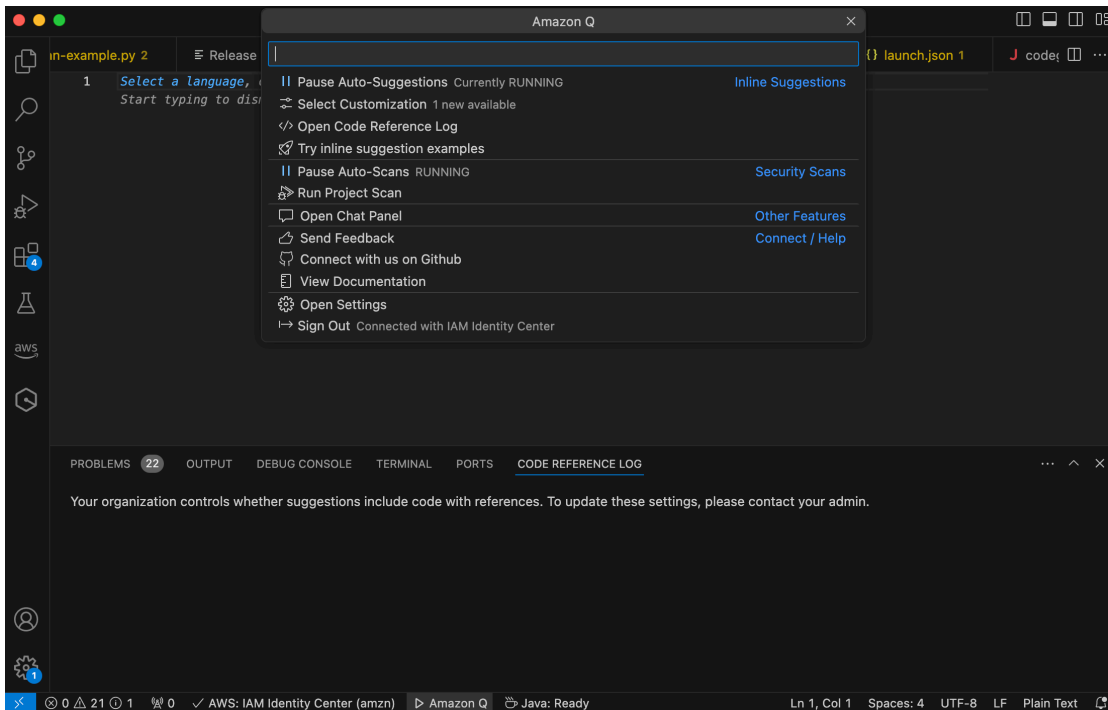 Amazon Q
n-example.py 2
Release
{} launch.json 1
J
1 Select a language,
Start typing to
Pause Auto-Suggestions Currently RUNNING Inline Suggestions
Select Customization 1 new available
Open Code Reference Log
Try inline suggestion examples
Pause Auto-Scans RUNNING Security Scans
Run Project Scan
Open Chat Panel Other Features
Send Feedback Connect / Help
Connect with us on Github
View Documentation
Open Settings
Sign Out Connected with IAM Identity Center
4
aws
PROBLEMS 22 OUTPUT DEBUG CONSOLE TERMINAL PORTS CODE REFERENCE LOG
Your organization controls whether suggestions include code with references. To update these settings, please contact your admin.
1
0 21 1 0 AWS: IAM Identity Center (amzn) Amazon Q Java: Ready Ln 1, Col 1 Spaces: 4 UTF-8 LF Plain Text